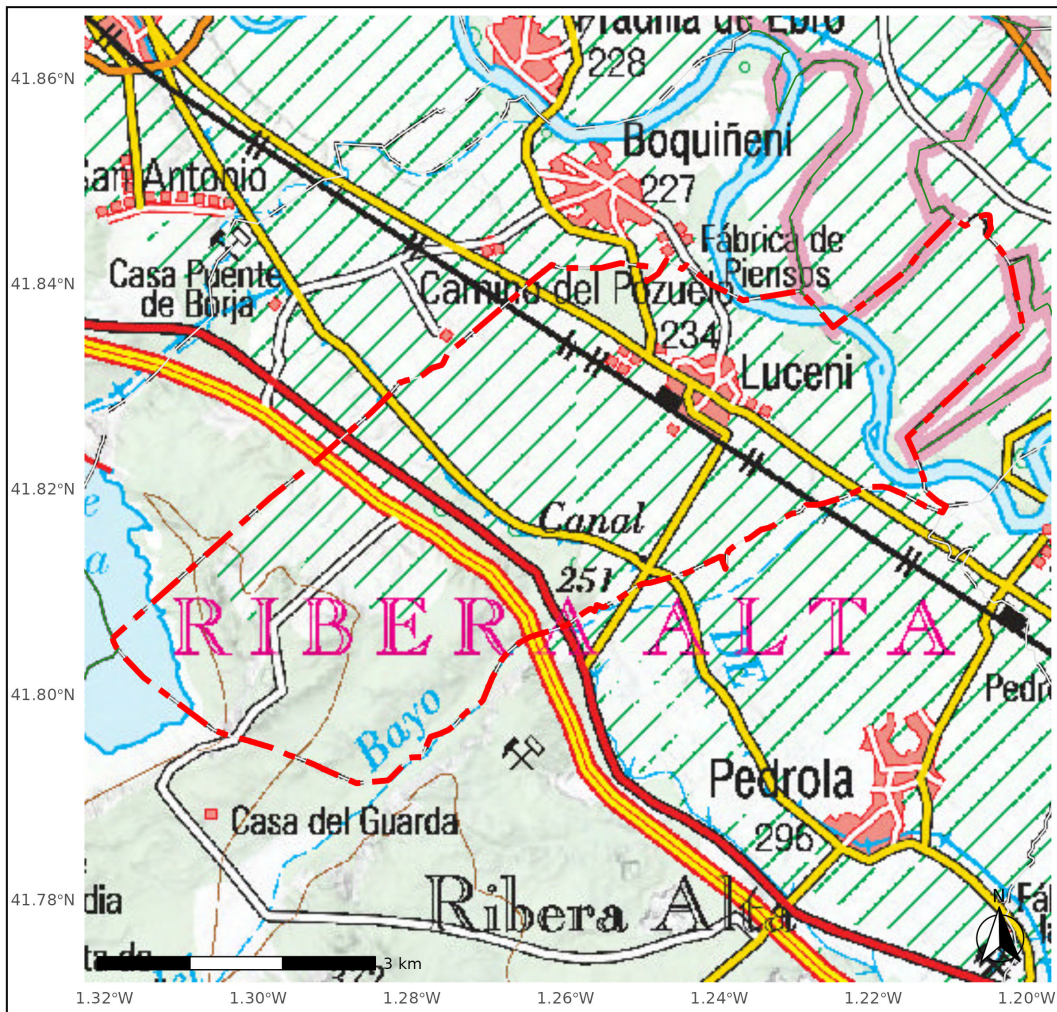 41.86°N
41.84°N
41.82°N
41.80°N
41.78°N
de Ebro
228
Boquiñeni
227
San Antonio
Fábrica de
Piensos
Casa Puente
de Borja
Camino del Pozuelo
234
Luceni
Canal
251
RIBERA ALTA
Bayo
Pedrola
296
Casa del Guarda
Ribera Alta
N
3 km
1.32°W
1.30°W
1.28°W
1.26°W
1.24°W
1.22°W
1.20°W